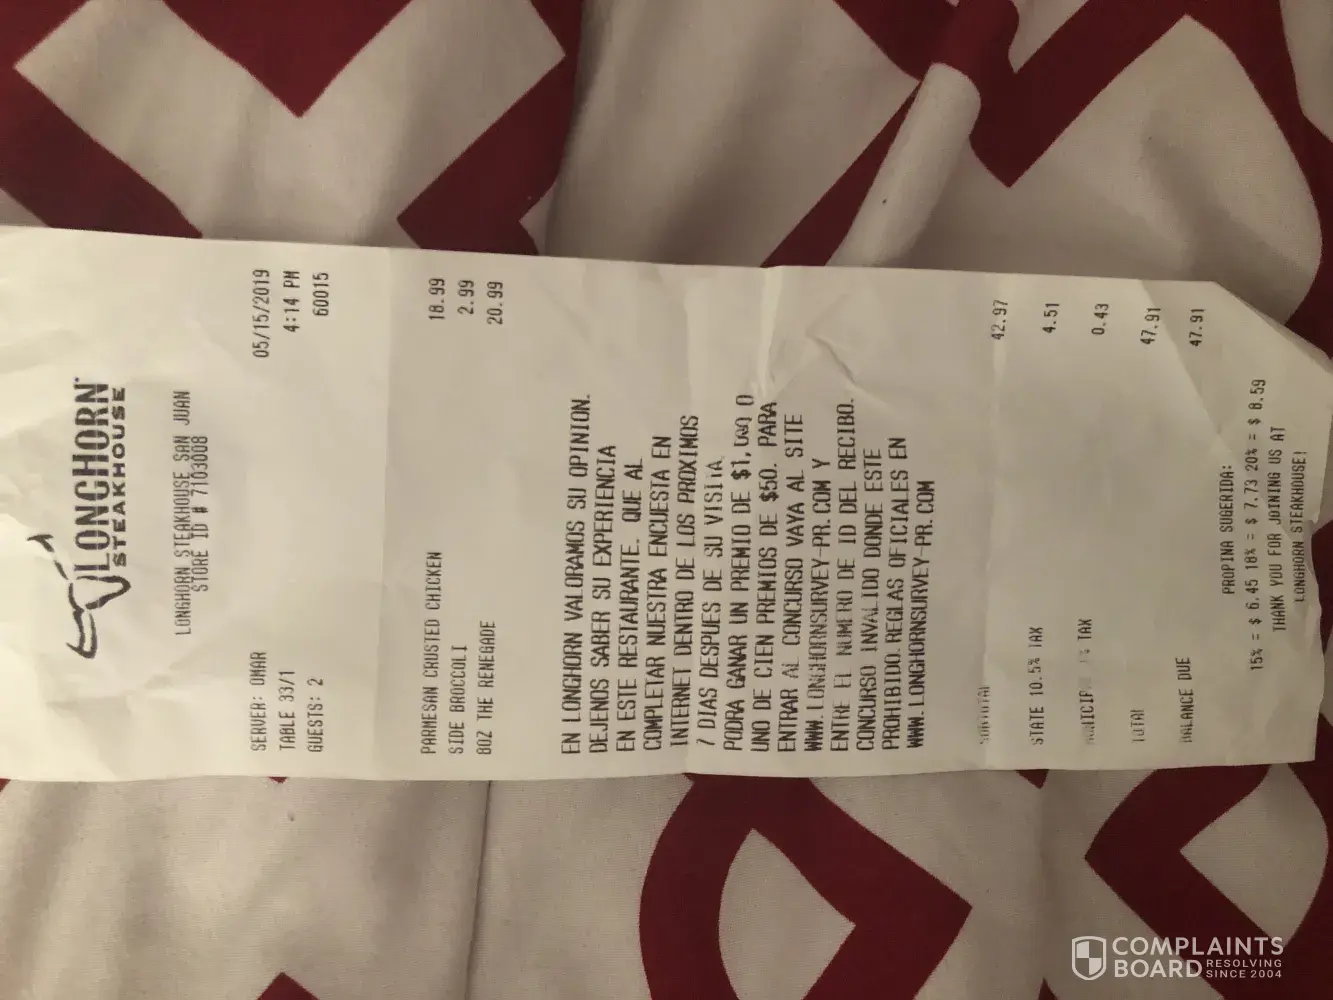 LONGHORN
STEAKHOUSE
LONGHORN STEAKHOUSE SAN JUAN
STORE ID # 7103008
SERVER: OMAR 05/15/2019
TABLE 33/1 4:14 PM
GUESTS: 2 60015
PARMESAN CRUSTED CHICKEN 18.99
SIDE BROCCOLI 2.99
8OZ THE RENEGADE 20.99
EN LONGHORN VALORAMOS SU OPINION.
DEJENOS SABER SU EXPERIENCIA
EN ESTE RESTAURANTE. QUE AL
COMPLETAR NUESTRA ENCUESTA EN
INTERNET DENTRO DE LOS PROXIMOS
7 DIAS DESPUES DE SU VISITA.
PODRA GANAR UN PREMIO DE $1,000 O
UNO DE CIEN PREMIOS DE $50. PARA
ENTRAR AL CONCURSO VAYA AL SITE
WWW.LONGHORNSURVEY-PR.COM Y
ENTRE EL NUMERO DE ID DEL RECIBO.
CONCURSO INVALIDO DONDE ESTE
PROHIBIDO.REGLAS OFICIALES EN
WWW.LONGHORNSURVEY-PR.COM
SUBTOTAL 42.97
STATE 10.5% TAX 4.51
TAX 0.43
TOTAL 47.91
BALANCE DUE 47.91
PROPINA SUGERIDA:
15% = $ 6.45 18% = $ 7.73 20% = $ 8.59
THANK YOU FOR JOINING US AT
LONGHORN STEAKHOUSE!
COMPLAINTS
BOARD RESOLVING
SINCE 2004